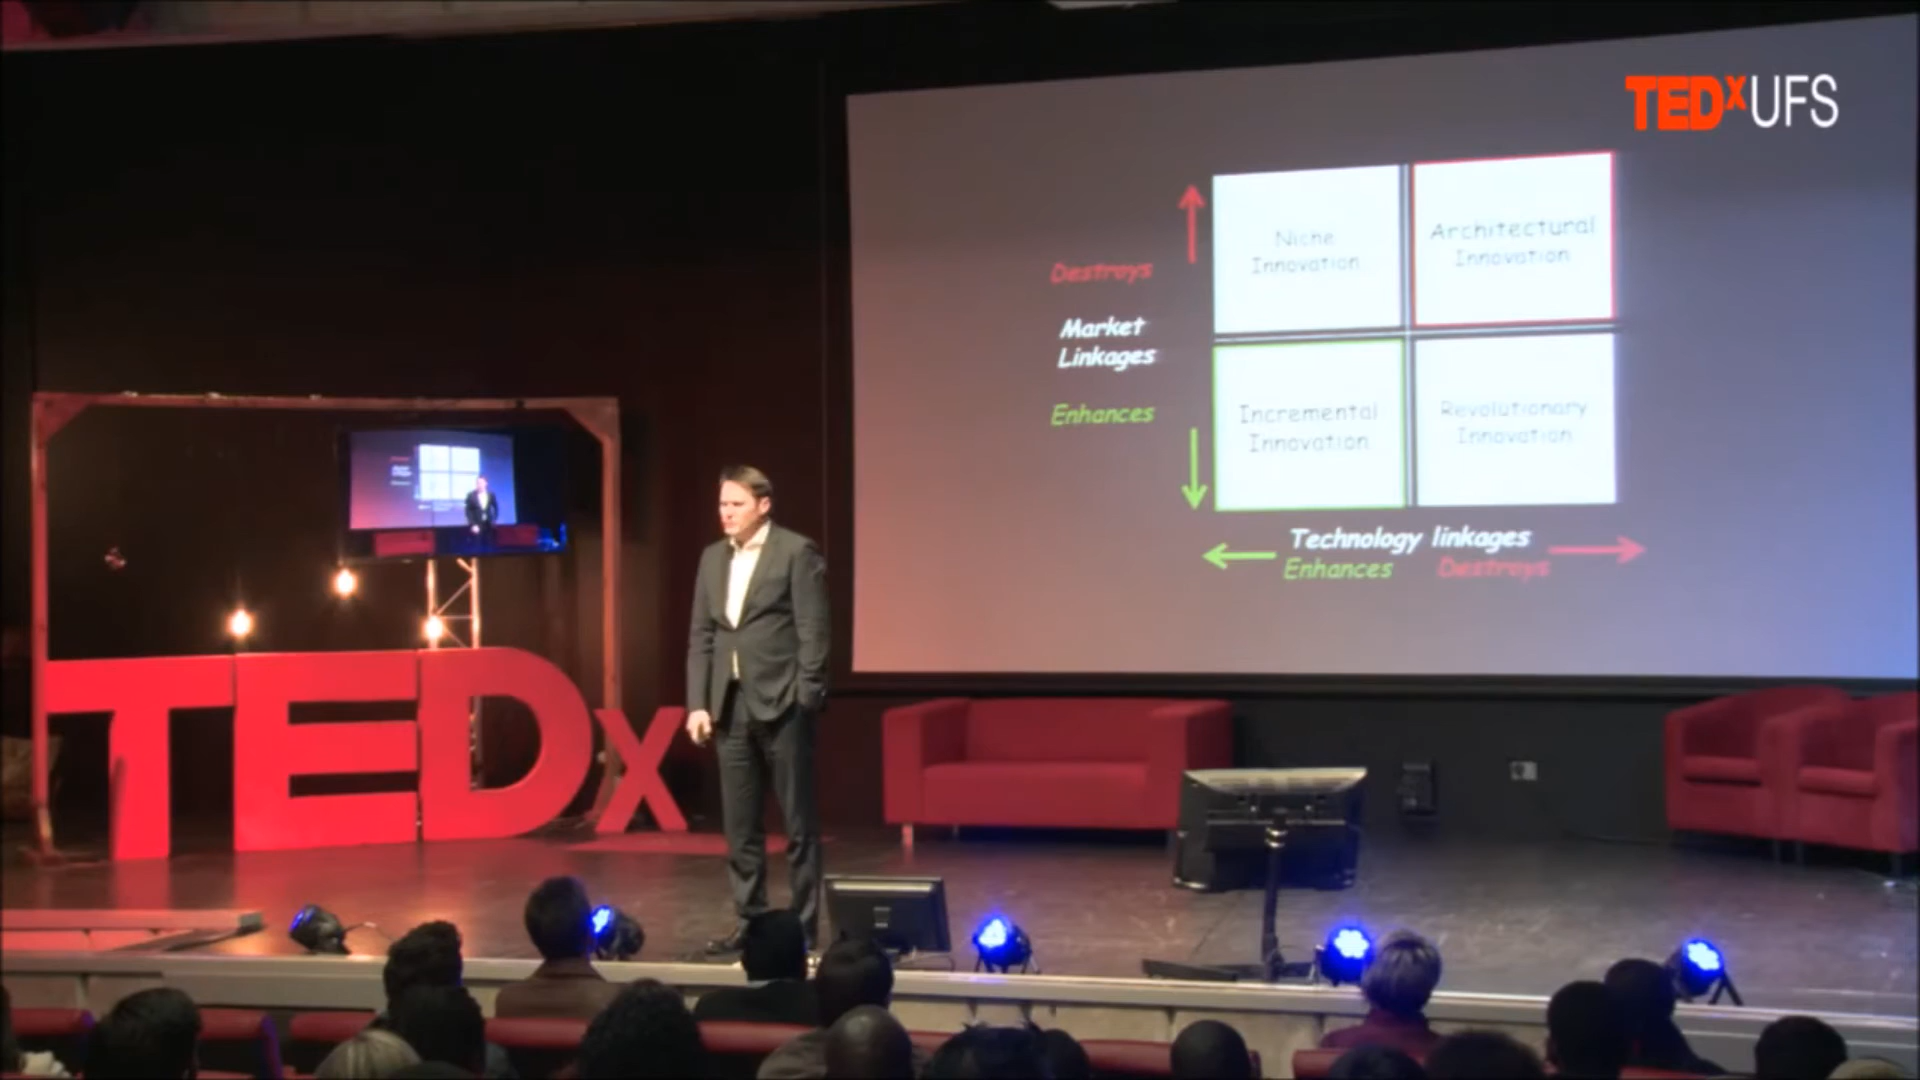 TEDxUFS
Niche
Innovation
Architectural
Innovation
Destroys
Market
Linkages
Enhances
Incremental
Innovation
Revolutionary
Innovation
Technology linkages
Enhances Destroys
TEDx